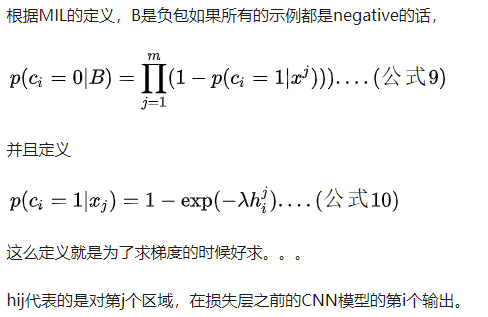 根据MIL的定义，B是负包如果所有的示例都是negative的话，
p(c_i = 0|B) = \prod_{j=1}^{m} (1 − p(c_i = 1|x^j))) . . . . (公式9)
并且定义
p(c_i = 1|x_j) = 1 − exp(−λh_i^j) . . . . (公式10)
这么定义就是为了求梯度的时候好求。。。
hij代表的是对第j个区域，在损失层之前的CNN模型的第i个输出。